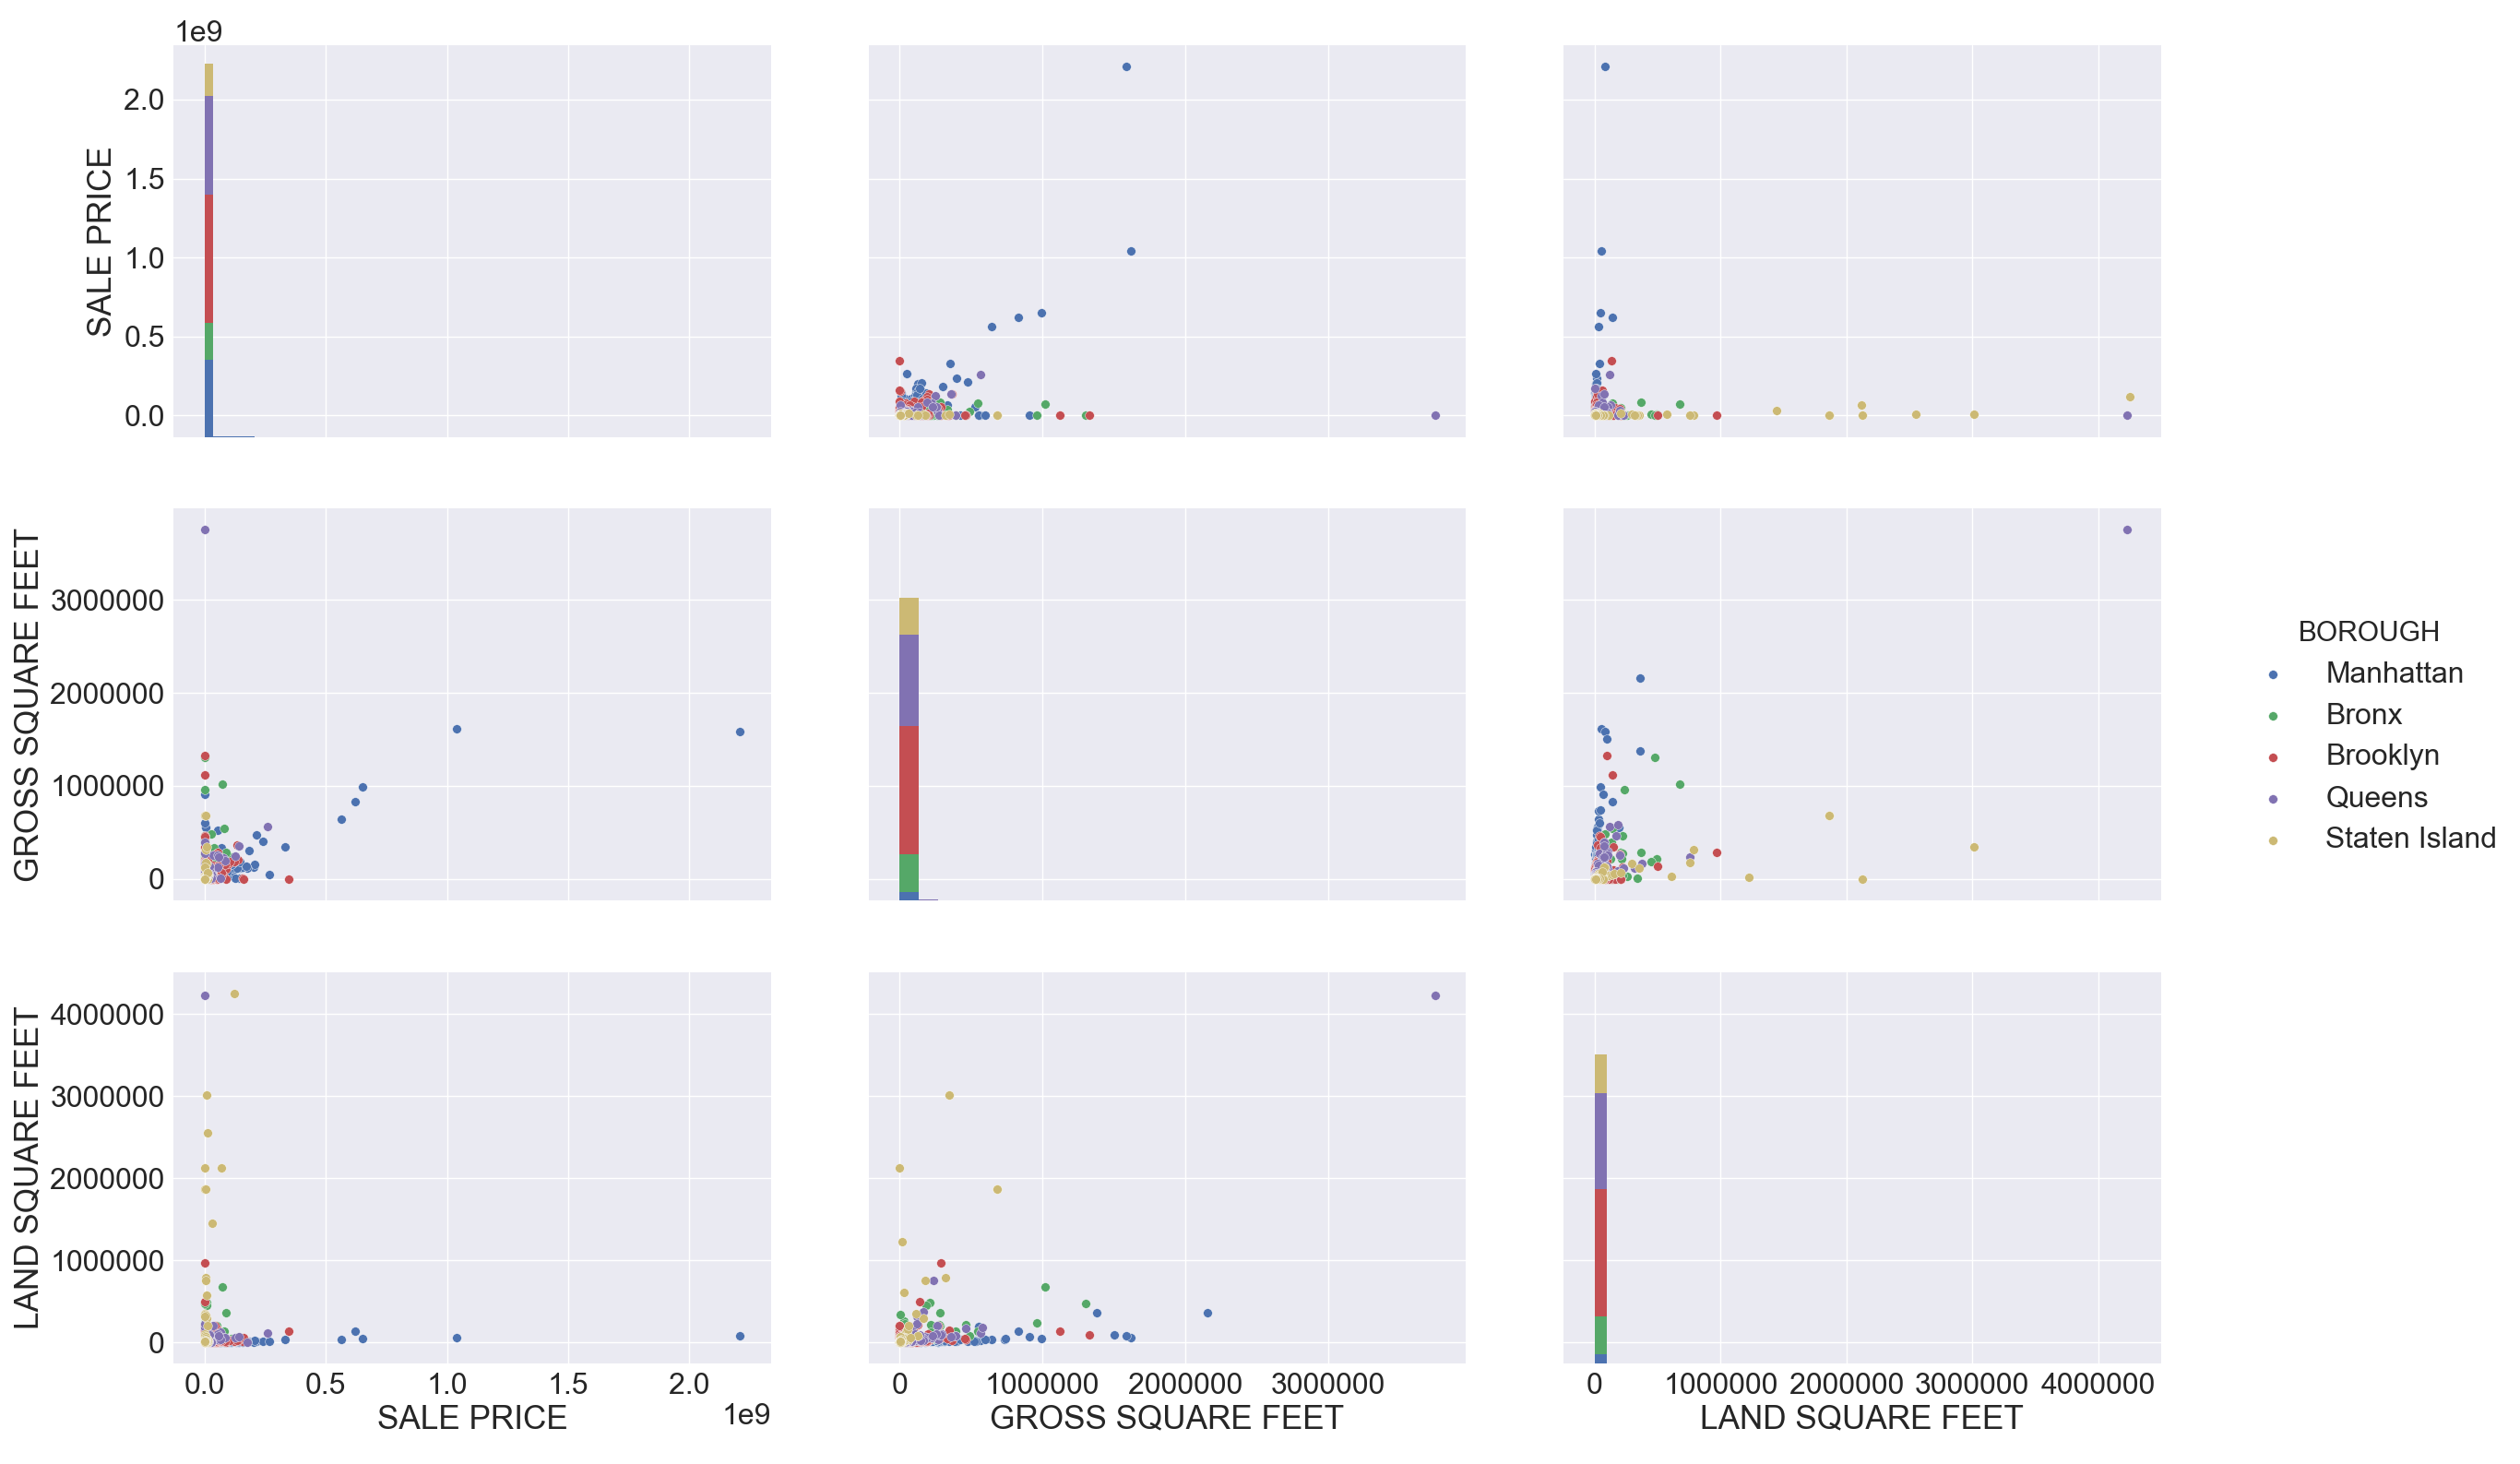 1e9
2.0
1.5
1.0
0.5
0.0
SALE PRICE
3000000
2000000
1000000
0
GROSS SQUARE FEET
BOROUGH
Manhattan
Bronx
Brooklyn
Queens
Staten Island
4000000
3000000
2000000
1000000
0
LAND SQUARE FEET
0.0 0.5 1.0 1.5 2.0
1e9
SALE PRICE
0 1000000 2000000 3000000
GROSS SQUARE FEET
0 1000000 2000000 3000000 4000000
LAND SQUARE FEET